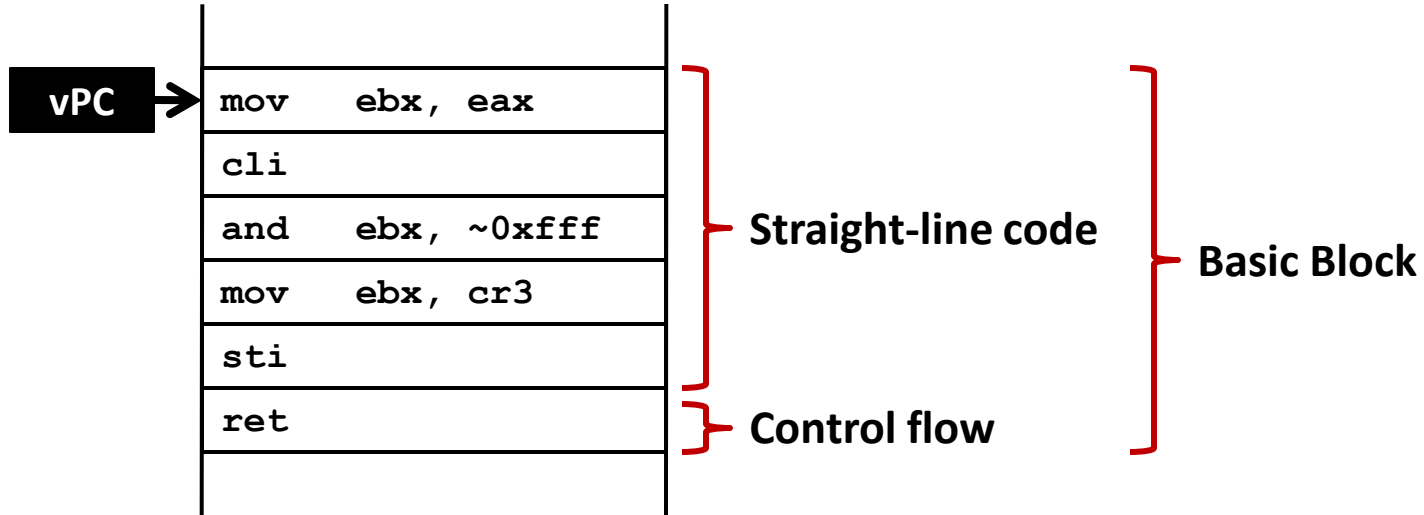 vPC
mov ebx, eax
cli
and ebx, ~0xfff
mov ebx, cr3
sti
ret
Straight-line code
Control flow
Basic Block